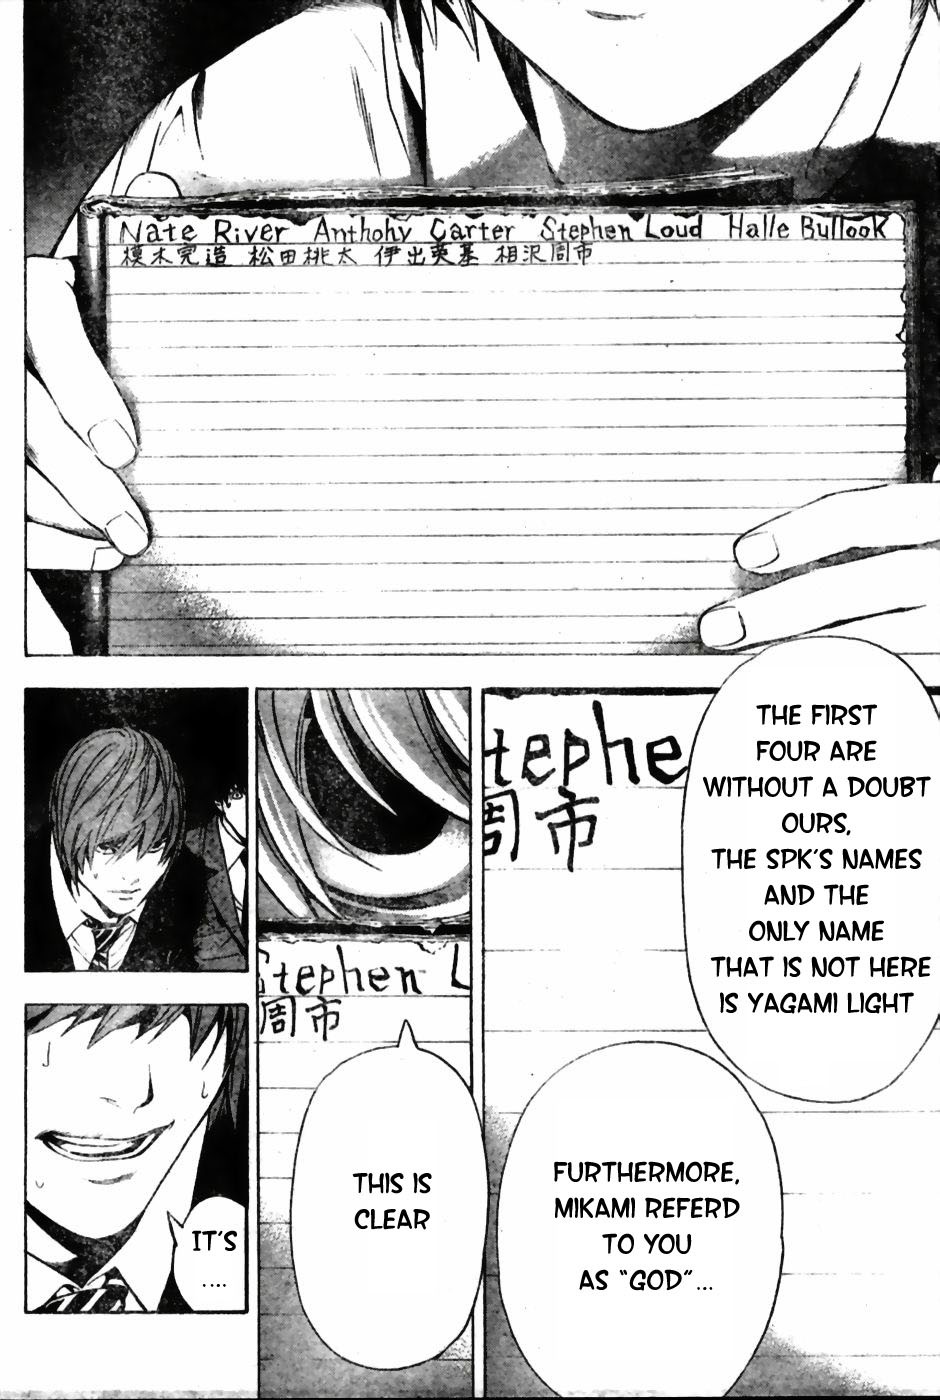 Nate River Anthohy Carter Stephen Loud Halle Bullook
模木完造 松田桃太 伊出英基 相沢周市
THE FIRST
FOUR ARE
WITHOUT A DOUBT
OURS,
THE SPK'S NAMES
AND THE
ONLY NAME
THAT IS NOT HERE
IS YAGAMI LIGHT
tephe
周市
FURTHERMORE,
MIKAMI REFERD
TO YOU
AS "GOD"...
Stephen L
周市
THIS IS
CLEAR
IT'S
....